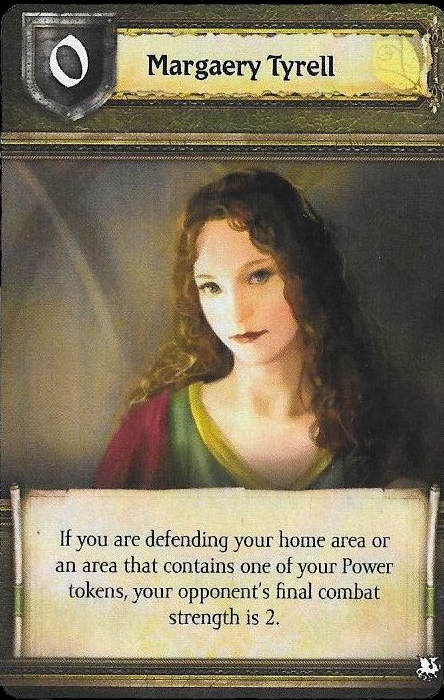 0
Margaery Tyrell
If you are defending your home area or
an area that contains one of your Power
tokens, your opponent's final combat
strength is 2.